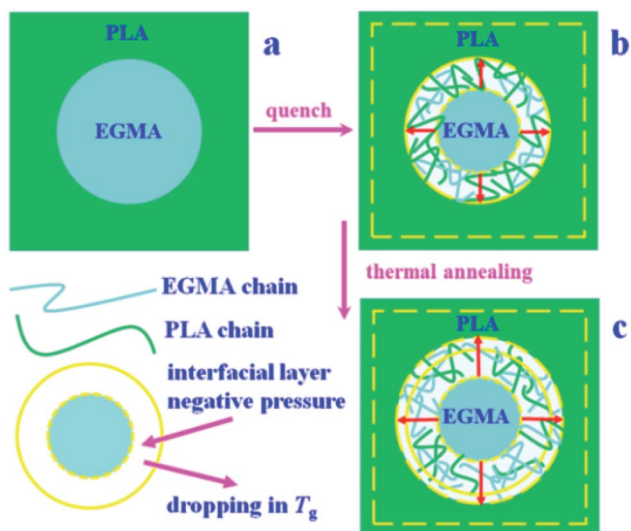 PLA
a
EGMA
quench
PLA
b
EGMA
thermal annealing
EGMA chain
PLA chain
interfacial layer
negative pressure
dropping in Tg
PLA
c
EGMA